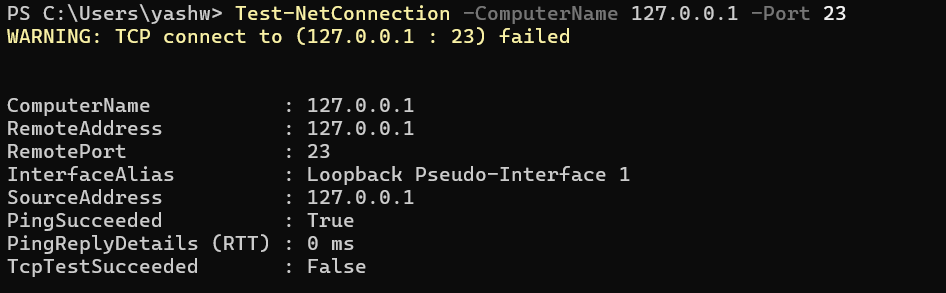 PS C:\Users\yashw> Test-NetConnection -ComputerName 127.0.0.1 -Port 23
WARNING: TCP connect to (127.0.0.1 : 23) failed
ComputerName : 127.0.0.1
RemoteAddress : 127.0.0.1
RemotePort : 23
InterfaceAlias : Loopback Pseudo-Interface 1
SourceAddress : 127.0.0.1
PingSucceeded : True
PingReplyDetails (RTT) : 0 ms
TcpTestSucceeded : False